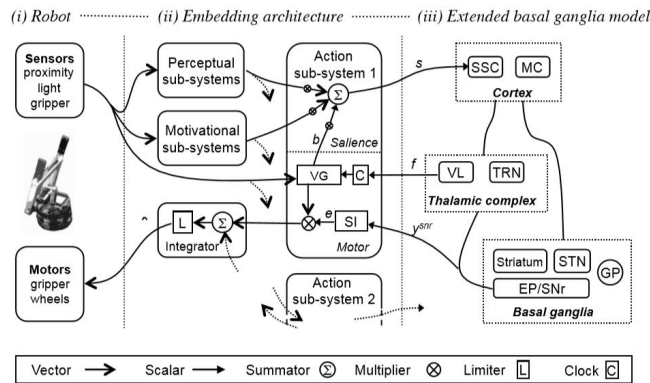 (i) Robot
(ii) Embedding architecture
(iii) Extended basal ganglia model
Sensors
proximity
light
gripper
Perceptual
sub-systems
Motivational
sub-systems
Action
sub-system 1
Σ
b
Salience
VG
C
e
SI
Motor
s
f
y^snr
SSC
MC
Cortex
VL
TRN
Thalamic complex
Striatum
STN
GP
EP/SNr
Basal ganglia
L
Σ
Integrator
Motors
gripper
wheels
Action
sub-system 2
Vector
Scalar
Summator Σ
Multiplier
Limiter L
Clock C